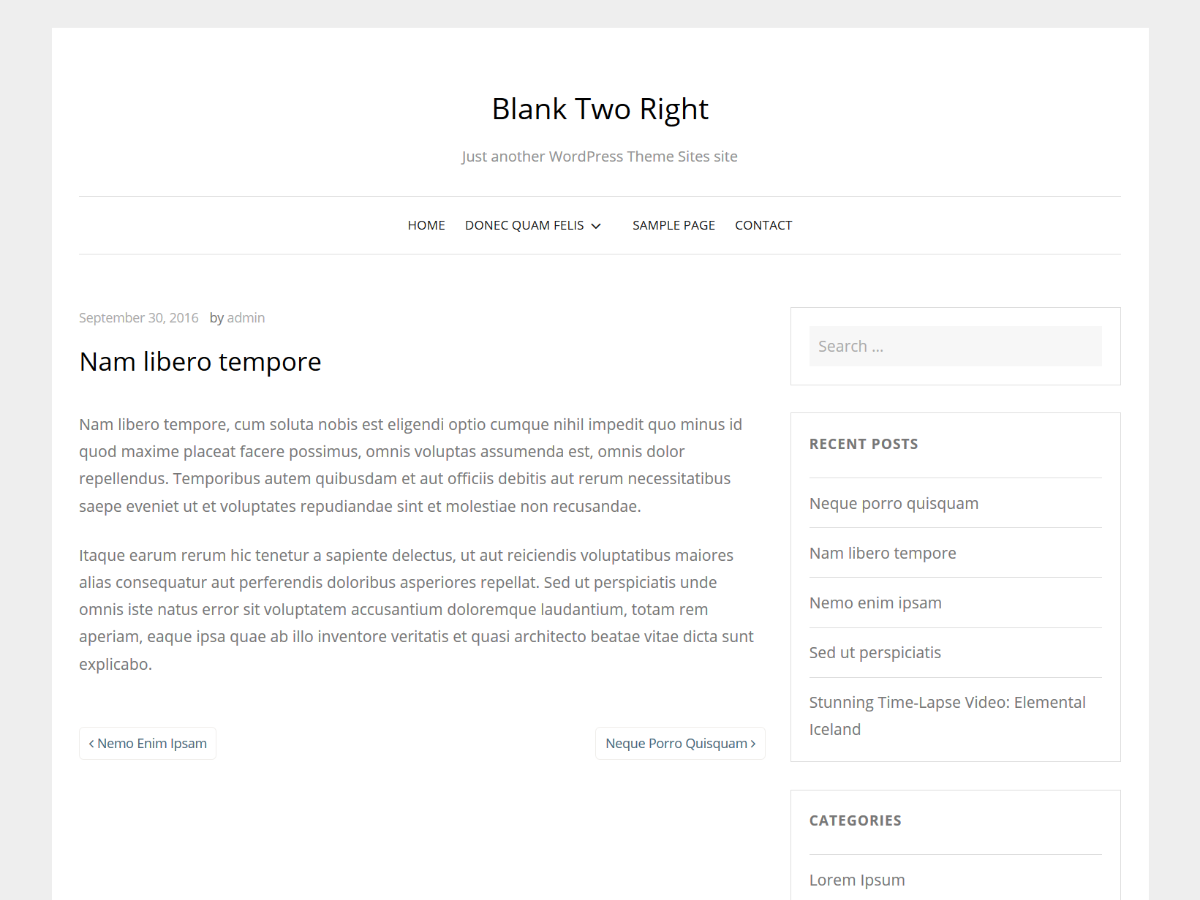 Blank Two Right
Just another WordPress Theme Sites site
HOME DONEC QUAM FELIS SAMPLE PAGE CONTACT
September 30, 2016 by admin
Nam libero tempore
Nam libero tempore, cum soluta nobis est eligendi optio cumque nihil impedit quo minus id
quod maxime placeat facere possimus, omnis voluptas assumenda est, omnis dolor
repellendus. Temporibus autem quibusdam et aut officiis debitis aut rerum necessitatibus
saepe eveniet ut et voluptates repudiandae sint et molestiae non recusandae.
Itaque earum rerum hic tenetur a sapiente delectus, ut aut reiciendis voluptatibus maiores
alias consequatur aut perferendis doloribus asperiores repellat. Sed ut perspiciatis unde
omnis iste natus error sit voluptatem accusantium doloremque laudantium, totam rem
aperiam, eaque ipsa quae ab illo inventore veritatis et quasi architecto beatae vitae dicta sunt
explicabo.
‹ Nemo Enim Ipsam
Neque Porro Quisquam ›
Search ...
RECENT POSTS
Neque porro quisquam
Nam libero tempore
Nemo enim ipsam
Sed ut perspiciatis
Stunning Time-Lapse Video: Elemental
Iceland
CATEGORIES
Lorem Ipsum